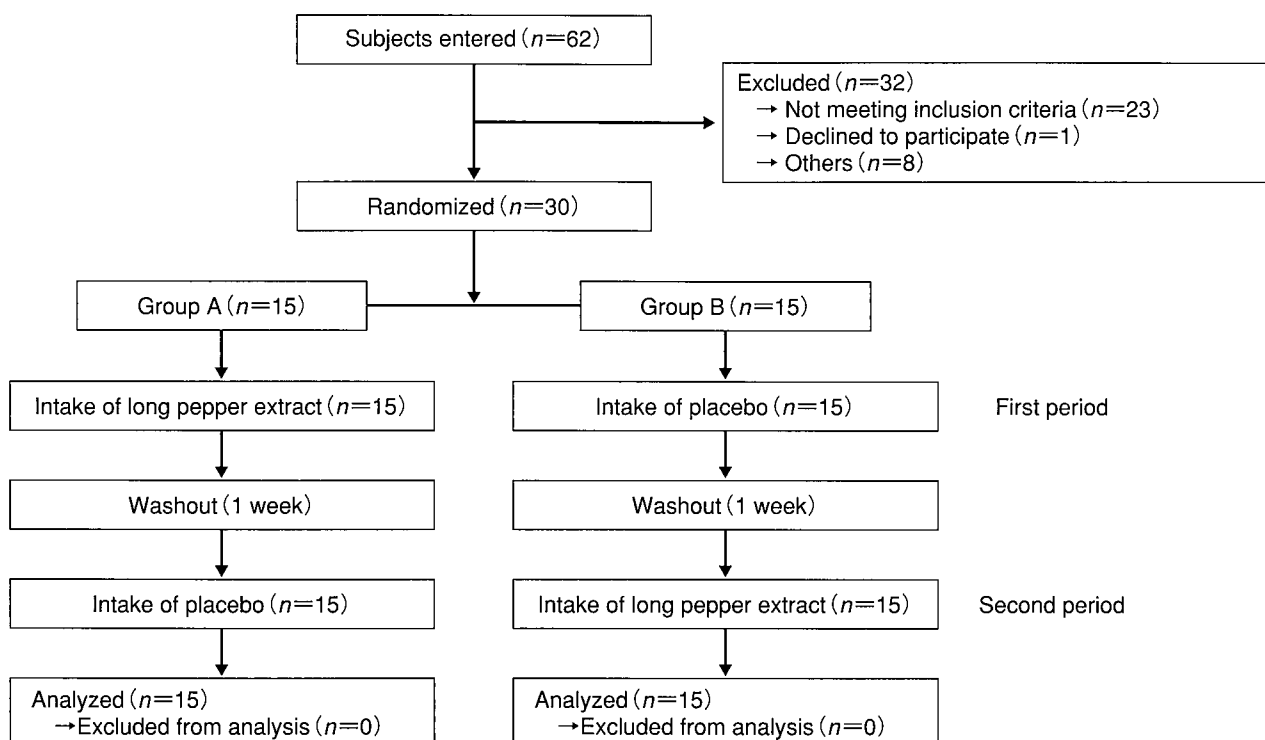 Subjects entered (n=62)
Excluded (n=32)
→ Not meeting inclusion criteria (n=23)
→ Declined to participate (n=1)
→ Others (n=8)
Randomized (n=30)
Group A (n=15)
Group B (n=15)
Intake of long pepper extract (n=15)
Intake of placebo (n=15)
First period
Washout (1 week)
Washout (1 week)
Intake of placebo (n=15)
Intake of long pepper extract (n=15)
Second period
Analyzed (n=15)
→Excluded from analysis (n=0)
Analyzed (n=15)
→Excluded from analysis (n=0)